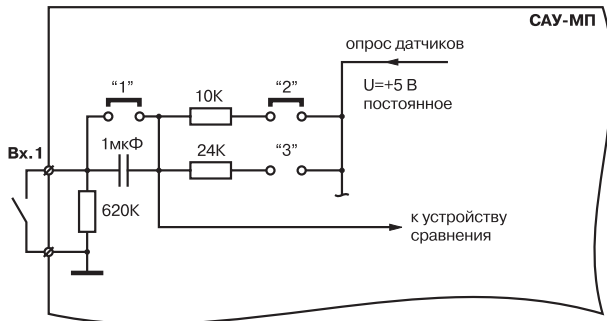 САУ-МП
опрос датчиков
U=+5 В
постоянное
“1”
10К
“2”
1мкФ
24К
“3”
Вх.1
620К
к устройству
сравнения